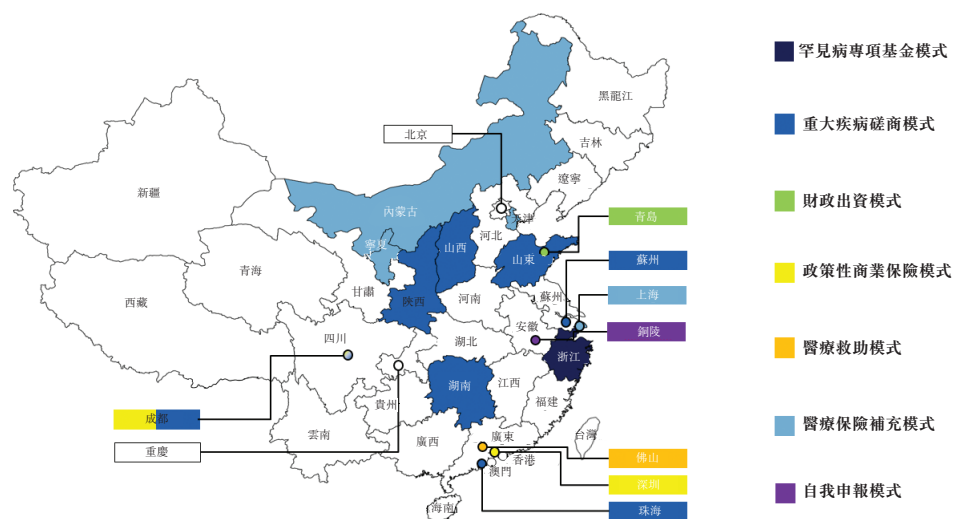 罕見病專項基金模式
黑龍江
重大疾病磋商模式
北京
吉林
遼寧
新疆
財政出資模式
內蒙古
天津
青島
河北
寧夏
山西
山東
蘇州
青海
政策性商業保險模式
甘肅
西藏
陝西
河南
蘇州
上海
安徽
銅陵
四川
湖北
醫療救助模式
浙江
湖南
江西
貴州
福建
成都
醫療保險補充模式
雲南
廣西
廣東
台灣
重慶
香港
佛山
澳門
深圳
自我申報模式
海南
珠海